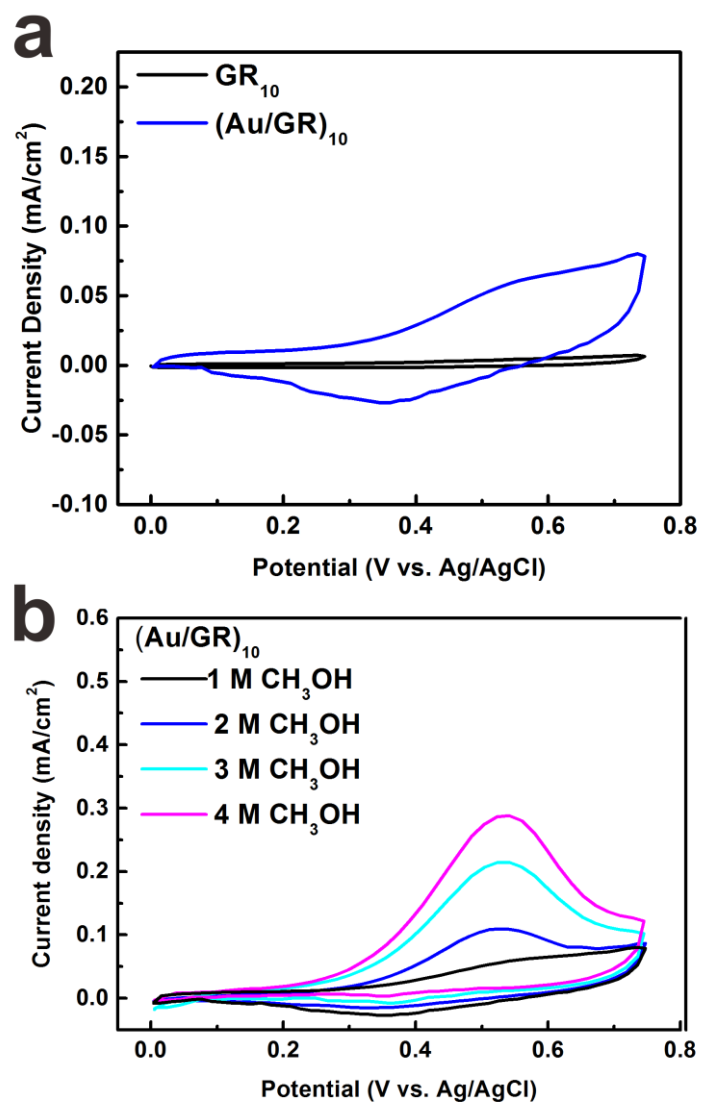 a
GR₁₀
(Au/GR)₁₀
0.20
0.15
0.10
0.05
0.00
-0.05
-0.10
Current Density (mA/cm²)
0.0 0.2 0.4 0.6 0.8
Potential (V vs. Ag/AgCl)
b
(Au/GR)₁₀
1 M CH₃OH
2 M CH₃OH
3 M CH₃OH
4 M CH₃OH
0.6
0.5
0.4
0.3
0.2
0.1
0.0
Current density (mA/cm²)
0.0 0.2 0.4 0.6 0.8
Potential (V vs. Ag/AgCl)